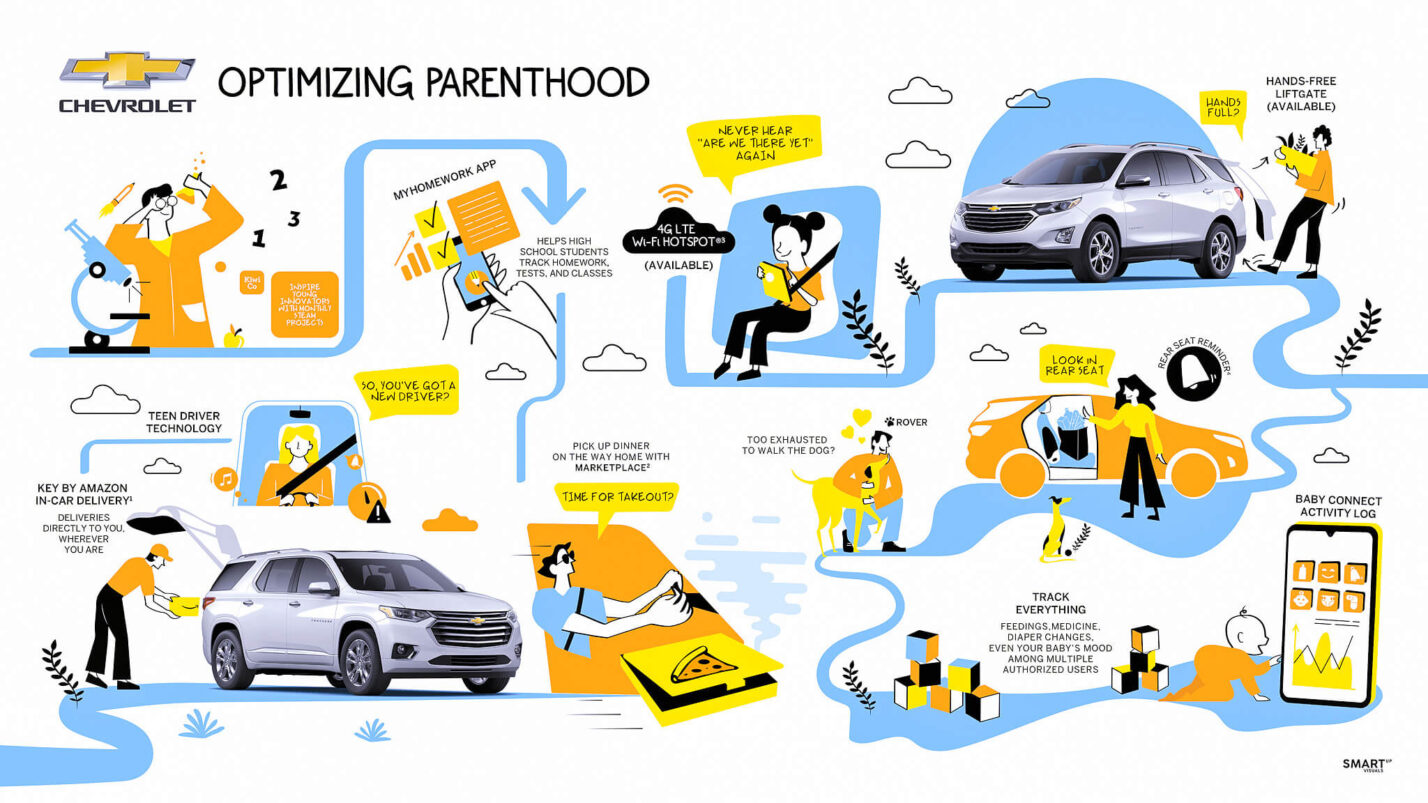 CHEVROLET
OPTIMIZING PARENTHOOD
2
3
1
Kiwi
Co
INSPIRE
YOUNG
INNOVATORS
WITH MONTHLY
STEAM
PROJECTS
MYHOMEWORK APP
HELPS HIGH
SCHOOL STUDENTS
TRACK HOMEWORK,
TESTS, AND CLASSES
NEVER HEAR
"ARE WE THERE YET"
AGAIN
4G LTE
Wi-Fi HOTSPOT®³
(AVAILABLE)
HANDS
FULL?
HANDS-FREE
LIFTGATE
(AVAILABLE)
SO, YOU'VE GOT A
NEW DRIVER?
TEEN DRIVER
TECHNOLOGY
KEY BY AMAZON
IN-CAR DELIVERY¹
DELIVERIES
DIRECTLY TO YOU.
WHEREVER
YOU ARE
PICK UP DINNER
ON THE WAY HOME WITH
MARKETPLACE²
TIME FOR TAKEOUT?
TOO EXHAUSTED
TO WALK THE DOG?
ROVER
LOOK IN
REAR SEAT
REAR SEAT REMINDER⁴
BABY CONNECT
ACTIVITY LOG
TRACK
EVERYTHING
FEEDINGS,MEDICINE,
DIAPER CHANGES,
EVEN YOUR BABY'S MOOD
AMONG MULTIPLE
AUTHORIZED USERS
SMART UP
VISUALS